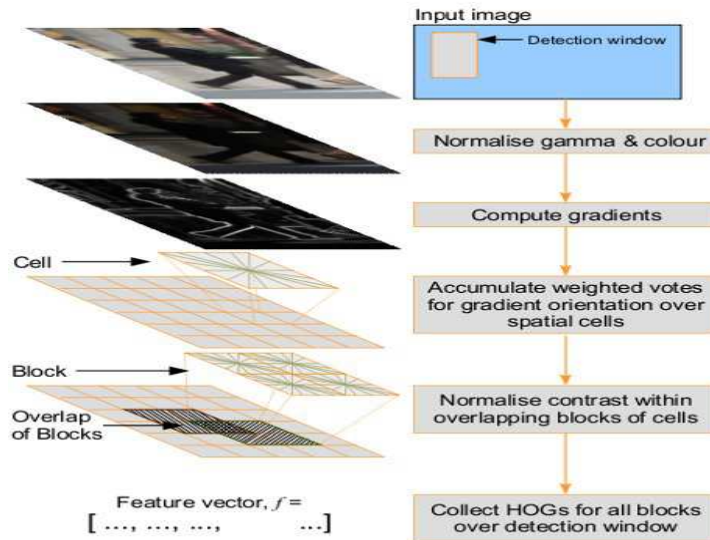 Input image
Detection window
Normalise gamma & colour
Compute gradients
Cell
Accumulate weighted votes
for gradient orientation over
spatial cells
Block
Normalise contrast within
overlapping blocks of cells
Overlap
of Blocks
Feature vector, f =
[ ..., ..., ..., ...]
Collect HOGs for all blocks
over detection window